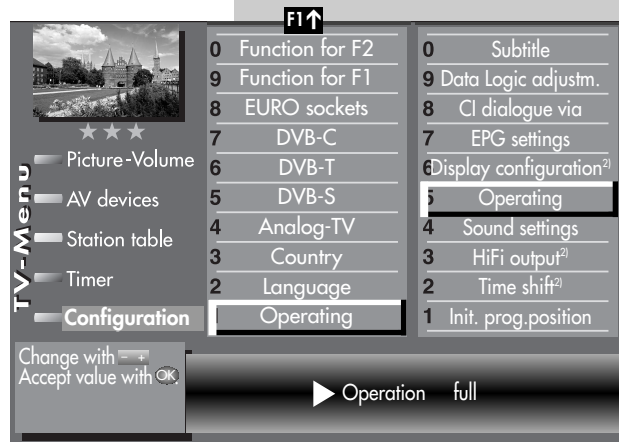 F1↑
TV-Menu
Picture-Volume
AV devices
Station table
Timer
Configuration
0 Function for F2
9 Function for F1
8 EURO sockets
7 DVB-C
6 DVB-T
5 DVB-S
4 Analog-TV
3 Country
2 Language
Operating
0 Subtitle
9 Data Logic adjustm.
8 CI dialogue via
7 EPG settings
6 Display configuration2)
5 Operating
4 Sound settings
3 HiFi output2)
2 Time shift2)
1 Init. prog.position
Change with - +
Accept value with OK.
Operation full